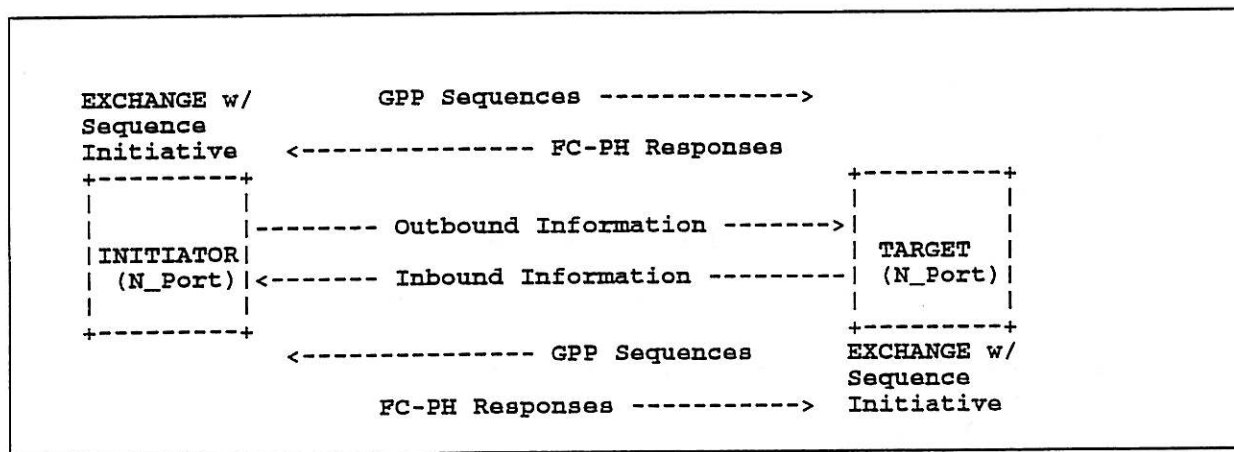 EXCHANGE w/ GPP Sequences ------------->
Sequence
Initiative <--------------- FC-PH Responses
+----------+ +---------+
| | | |
| |-------- Outbound Information ------->| |
|INITIATOR| | TARGET |
| (N_Port)|<------- Inbound Information --------| (N_Port)|
| | | |
+----------+ +---------+
<--------------- GPP Sequences EXCHANGE w/
Sequence
FC-PH Responses -----------> Initiative